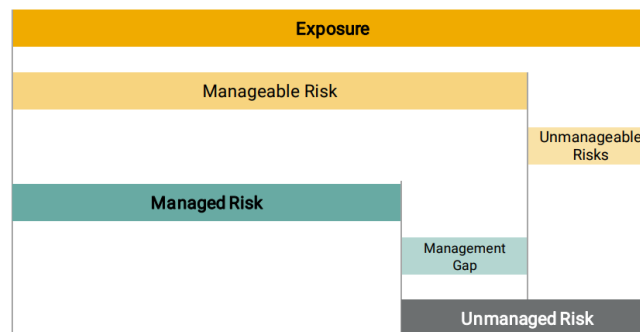 Exposure
Manageable Risk
Unmanageable
Risks
Managed Risk
Management
Gap
Unmanaged Risk